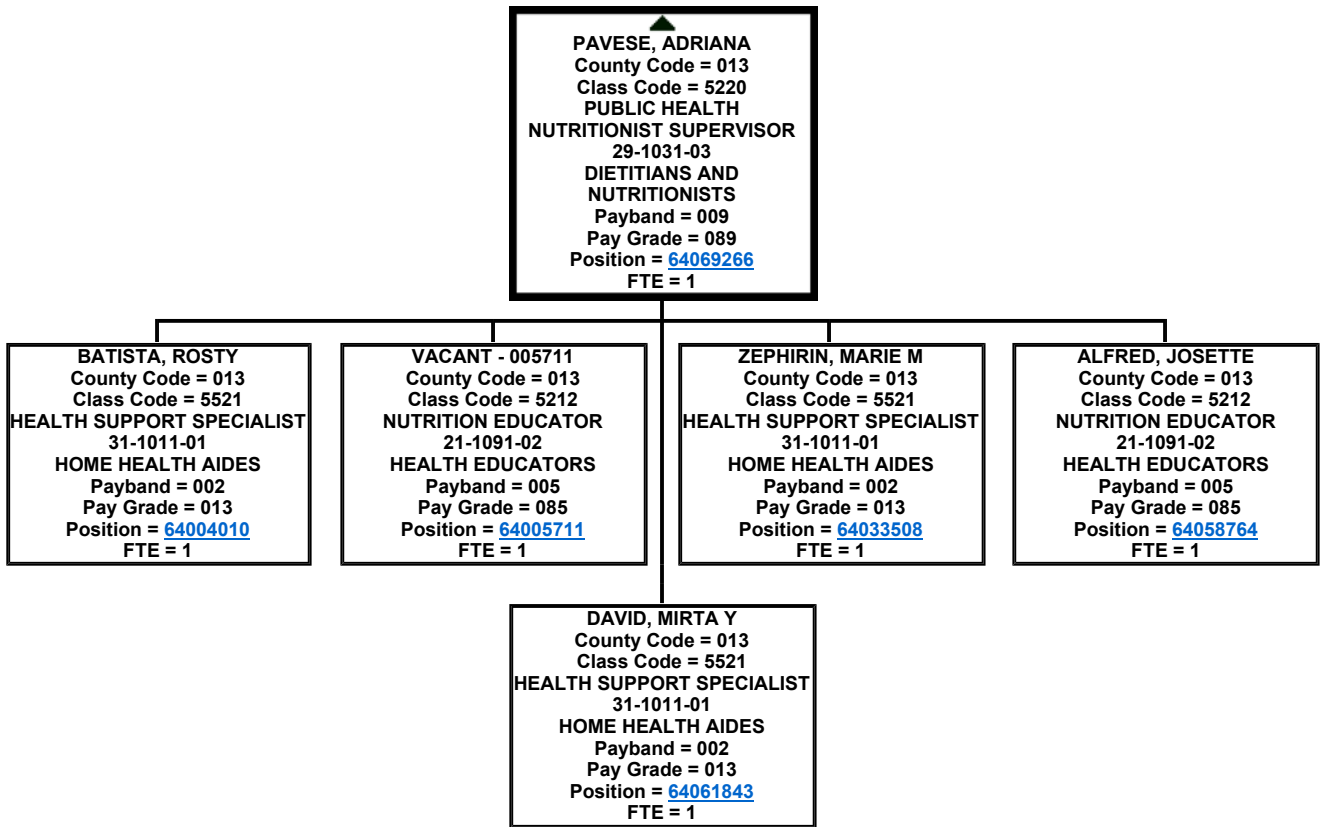 PAVESE, ADRIANA
County Code = 013
Class Code = 5220
PUBLIC HEALTH
NUTRITIONIST SUPERVISOR
29-1031-03
DIETITIANS AND
NUTRITIONISTS
Payband = 009
Pay Grade = 089
Position = 64069266
FTE = 1
BATISTA, ROSTY
County Code = 013
Class Code = 5521
HEALTH SUPPORT SPECIALIST
31-1011-01
HOME HEALTH AIDES
Payband = 002
Pay Grade = 013
Position = 64004010
FTE = 1
VACANT - 005711
County Code = 013
Class Code = 5212
NUTRITION EDUCATOR
21-1091-02
HEALTH EDUCATORS
Payband = 005
Pay Grade = 085
Position = 64005711
FTE = 1
ZEPHIRIN, MARIE M
County Code = 013
Class Code = 5521
HEALTH SUPPORT SPECIALIST
31-1011-01
HOME HEALTH AIDES
Payband = 002
Pay Grade = 013
Position = 64033508
FTE = 1
ALFRED, JOSETTE
County Code = 013
Class Code = 5212
NUTRITION EDUCATOR
21-1091-02
HEALTH EDUCATORS
Payband = 005
Pay Grade = 085
Position = 64058764
FTE = 1
DAVID, MIRTA Y
County Code = 013
Class Code = 5521
HEALTH SUPPORT SPECIALIST
31-1011-01
HOME HEALTH AIDES
Payband = 002
Pay Grade = 013
Position = 64061843
FTE = 1